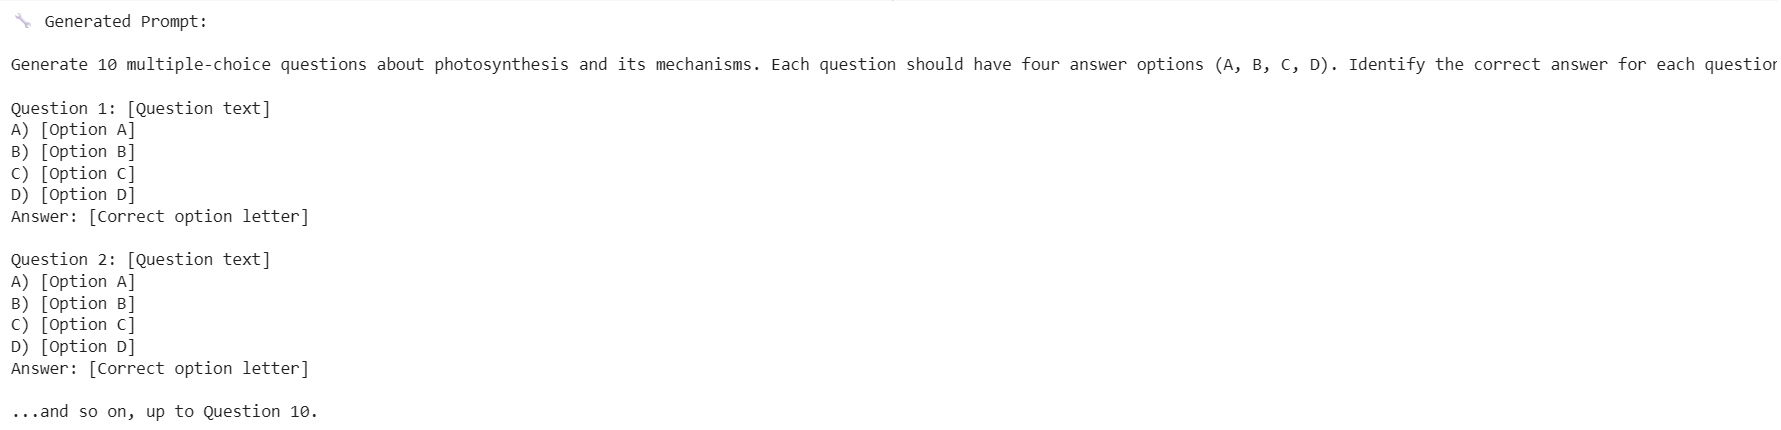 🔧 Generated Prompt:
Generate 10 multiple-choice questions about photosynthesis and its mechanisms. Each question should have four answer options (A, B, C, D). Identify the correct answer for each
Question 1: [Question text]
A) [Option A]
B) [Option B]
C) [Option C]
D) [Option D]
Answer: [Correct option letter]
Question 2: [Question text]
A) [Option A]
B) [Option B]
C) [Option C]
D) [Option D]
Answer: [Correct option letter]
...and so on, up to Question 10.